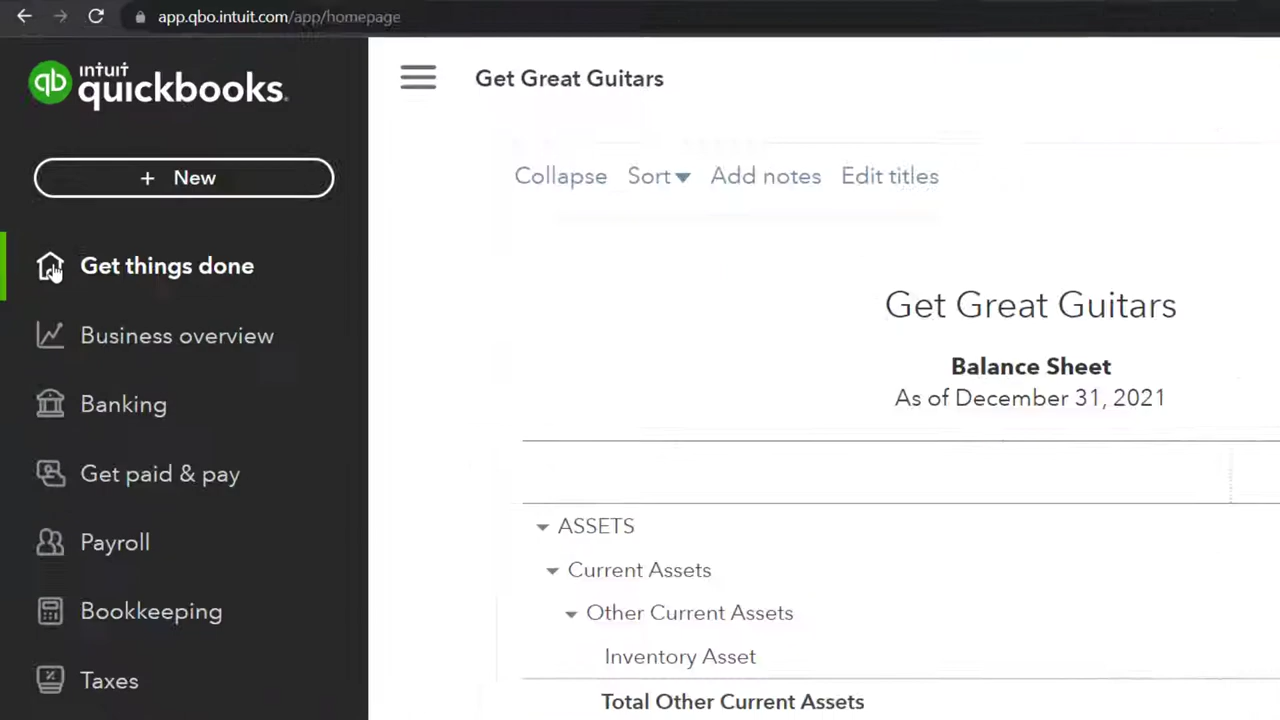 app.qbo.intuit.com/app/homepage
intuit
quickbooks.
Get Great Guitars
+ New
Collapse Sort Add notes Edit titles
Get things done
Business overview
Banking
Get paid & pay
Payroll
Bookkeeping
Taxes
Get Great Guitars
Balance Sheet
As of December 31, 2021
ASSETS
Current Assets
Other Current Assets
Inventory Asset
Total Other Current Assets